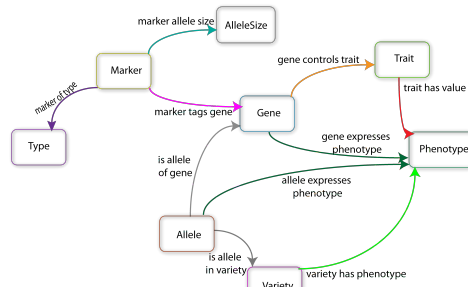 marker allele size
AlleleSize
Marker
gene controls trait
Trait
marker of type
marker tags gene
Gene
trait has value
Type
gene expresses
phenotype
Phenotype
is allele
of gene
allele expresses
phenotype
Allele
is allele
in variety
variety has phenotype
Variety